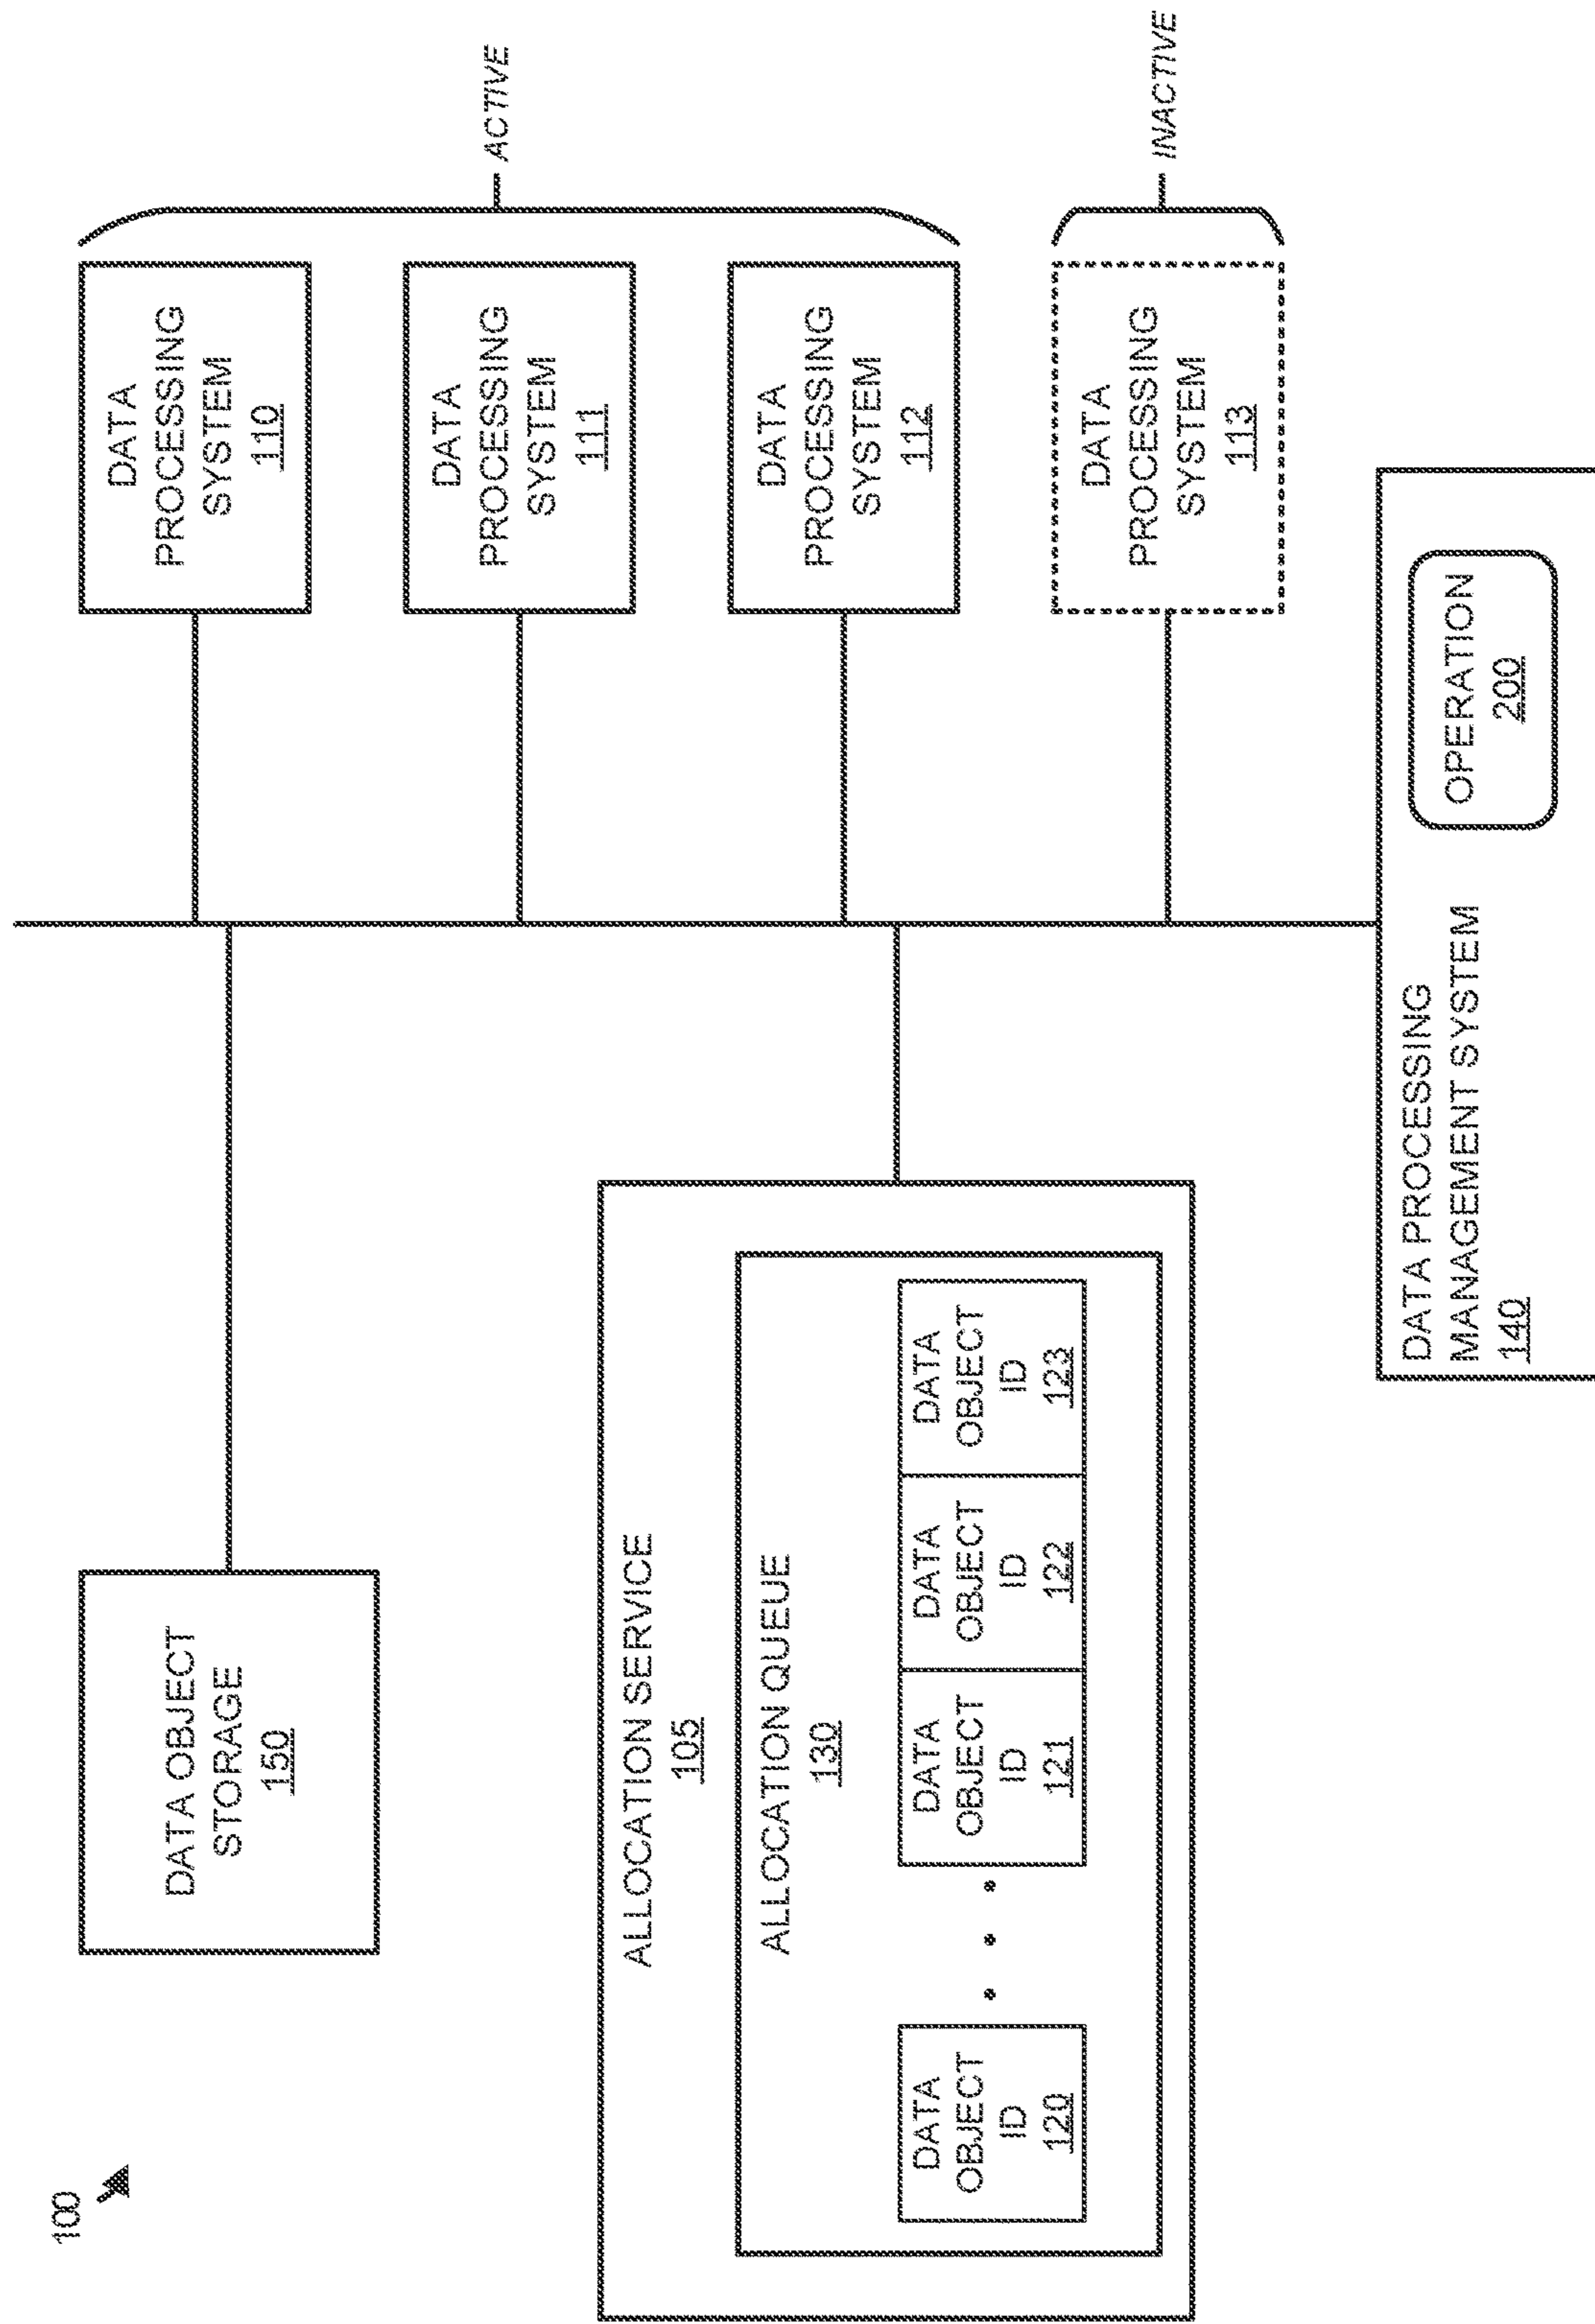 100
DATA OBJECT
STORAGE
150
DATA
PROCESSING
SYSTEM
110
ACTIVE
DATA
PROCESSING
SYSTEM
111
ALLOCATION SERVICE
105
ALLOCATION QUEUE
130
DATA
OBJECT
ID
120
DATA
OBJECT
ID
121
DATA
OBJECT
ID
122
DATA
OBJECT
ID
123
DATA
PROCESSING
SYSTEM
112
DATA
PROCESSING
SYSTEM
113
INACTIVE
DATA PROCESSING
MANAGEMENT SYSTEM
140
OPERATION
200